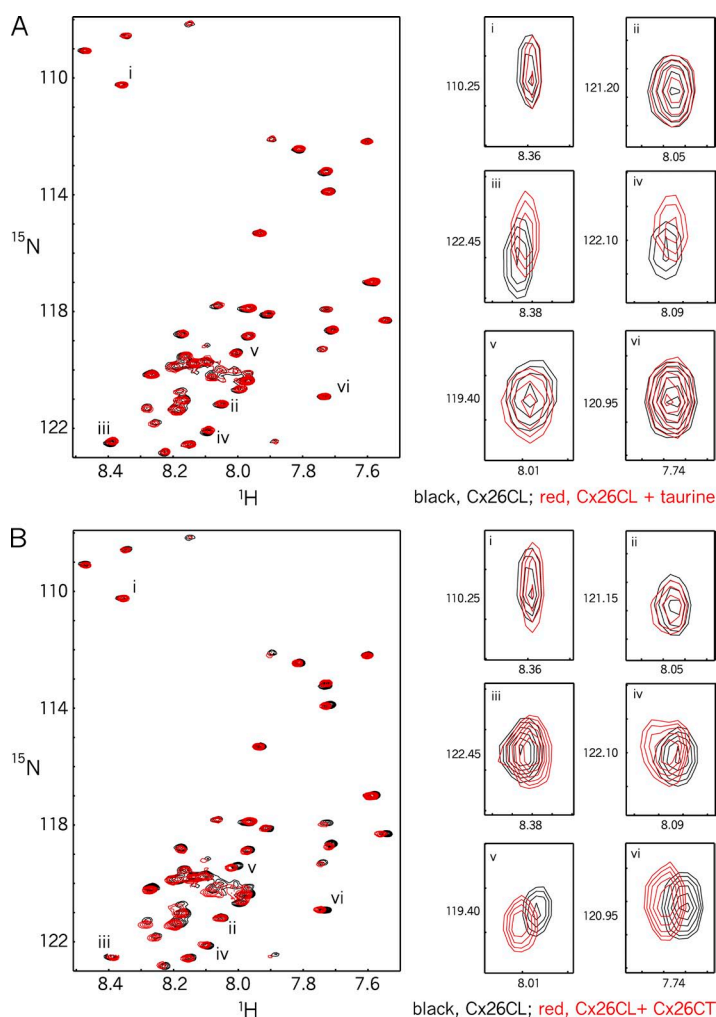 A
i
110
114
15N
118
v
vi
ii
iii
iv
122
8.4 8.2 8.0 7.8 7.6
1H
i
110.25
8.36
ii
121.20
8.05
iii
122.45
8.38
iv
122.10
8.09
v
119.40
8.01
vi
120.95
7.74
black, Cx26CL; red, Cx26CL + taurine
B
i
110
114
15N
118
v
vi
ii
iii
iv
122
8.4 8.2 8.0 7.8 7.6
1H
i
110.25
8.36
ii
121.15
8.05
iii
122.45
8.38
iv
122.10
8.09
v
119.40
8.01
vi
120.95
7.74
black, Cx26CL; red, Cx26CL+ Cx26CT